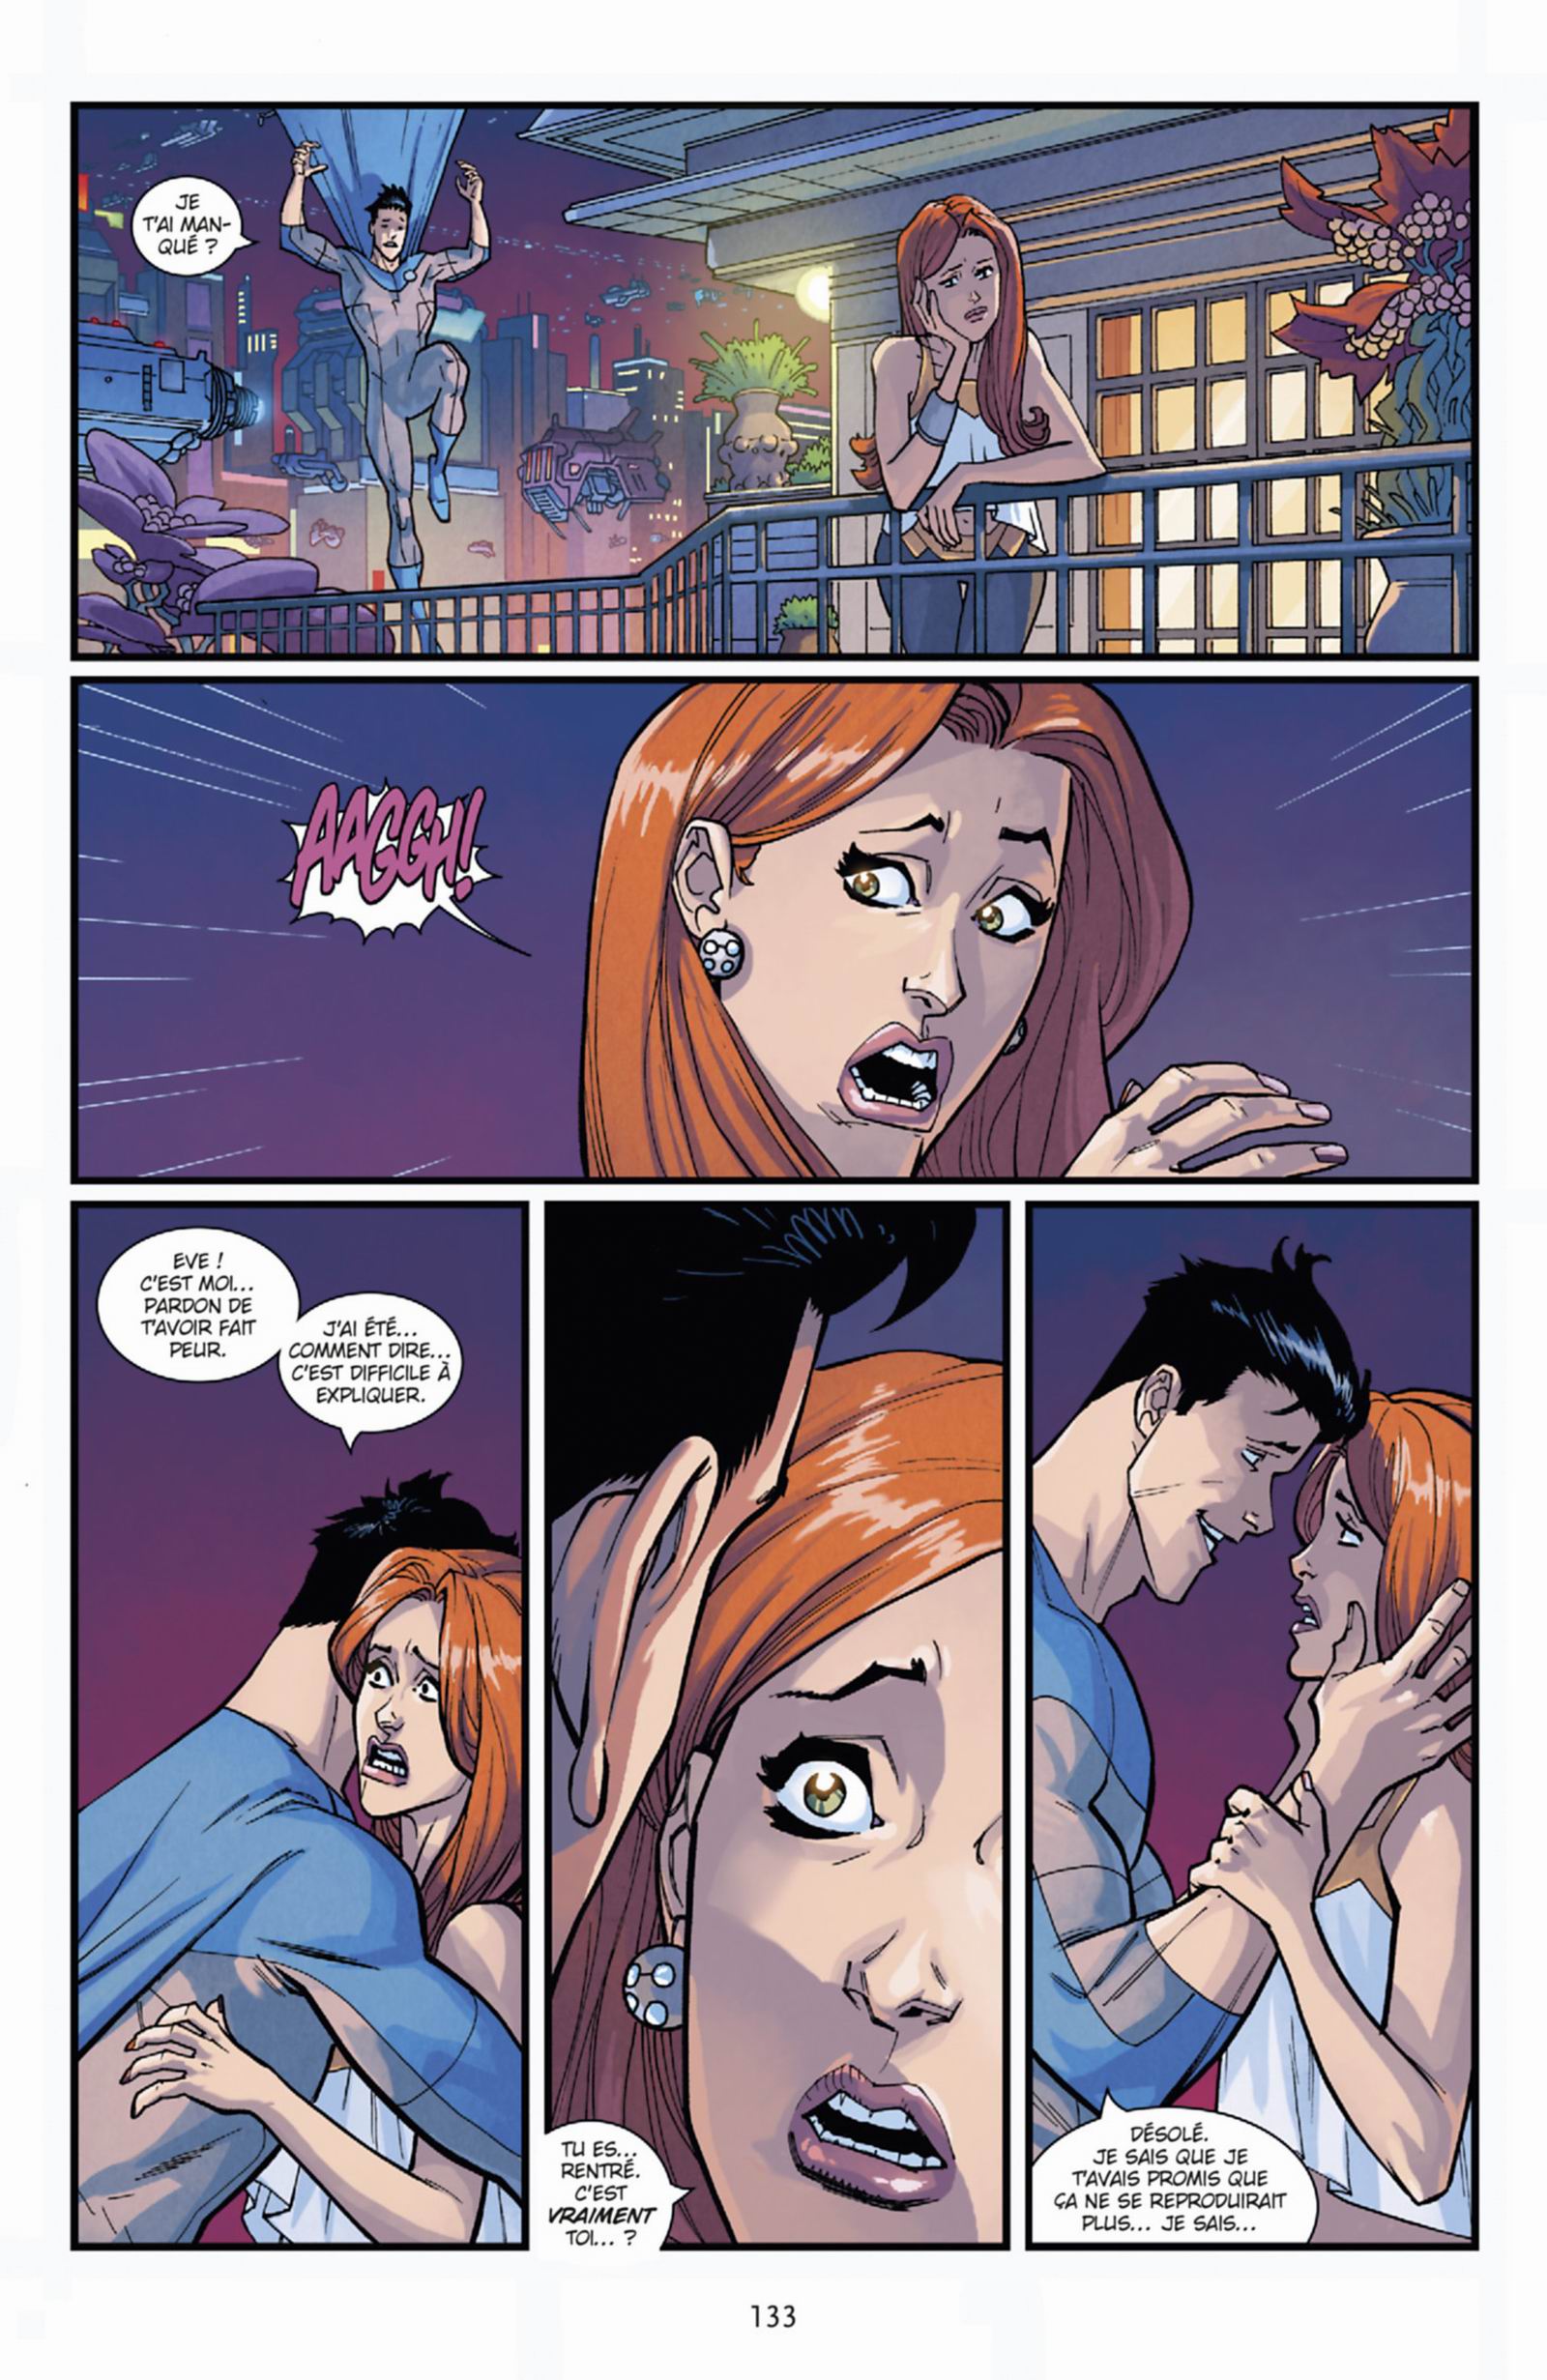 JE
T'AI MAN-
QUÉ ?
AAGGH!
EVE !
C'EST MOI...
PARDON DE
T'AVOIR FAIT
PEUR.
J'AI ÉTÉ...
COMMENT DIRE...
C'EST DIFFICILE À
EXPLIQUER.
TU ES...
RENTRÉ.
C'EST
VRAIMENT
TOI... ?
DÉSOLÉ.
JE SAIS QUE JE
T'AVAIS PROMIS QUE
ÇA NE SE REPRODUIRAIT
PLUS... JE SAIS...
133